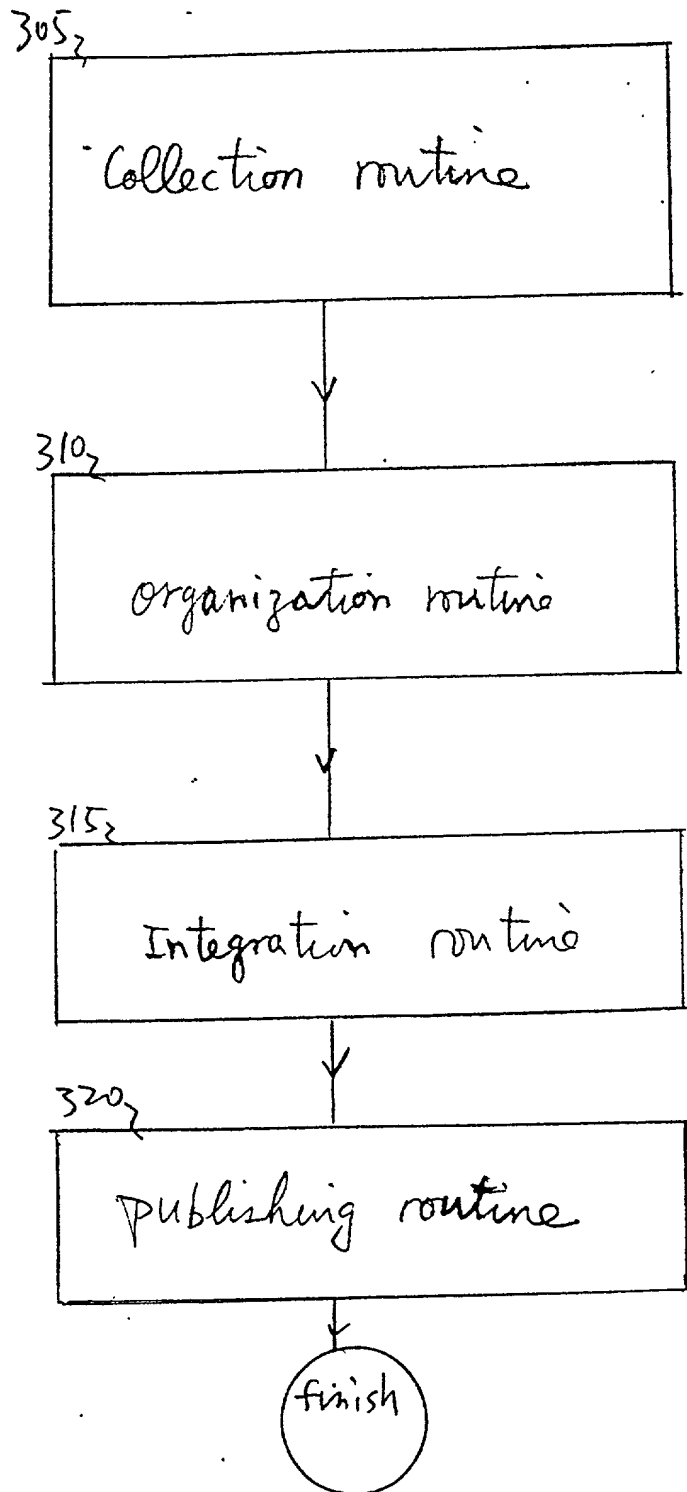 305
Collection routine
310
organization routine
315
Integration routine
320
publishing routine
finish